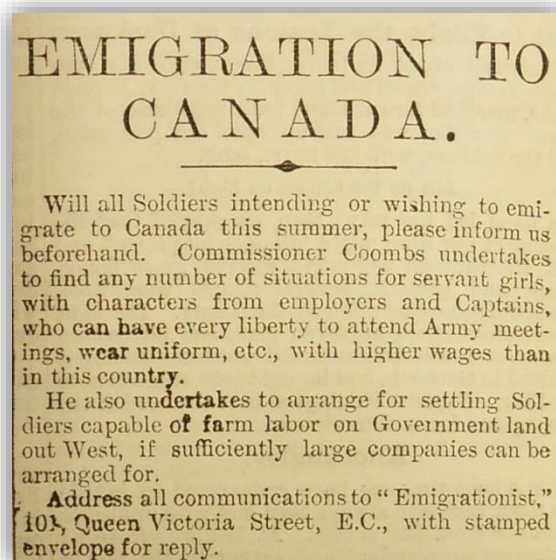 EMIGRATION TO
CANADA.
Will all Soldiers intending or wishing to emi-
grate to Canada this summer, please inform us
beforehand. Commissioner Coombs undertakes
to find any number of situations for servant girls,
with characters from employers and Captains,
who can have every liberty to attend Army meet-
ings, wear uniform, etc., with higher wages than
in this country.
He also undertakes to arrange for settling Sol-
diers capable of farm labor on Government land
out West, if sufficiently large companies can be
arranged for.
Address all communications to “Emigrationist,”
Queen Victoria Street, E.C., with stamped
envelope for reply.